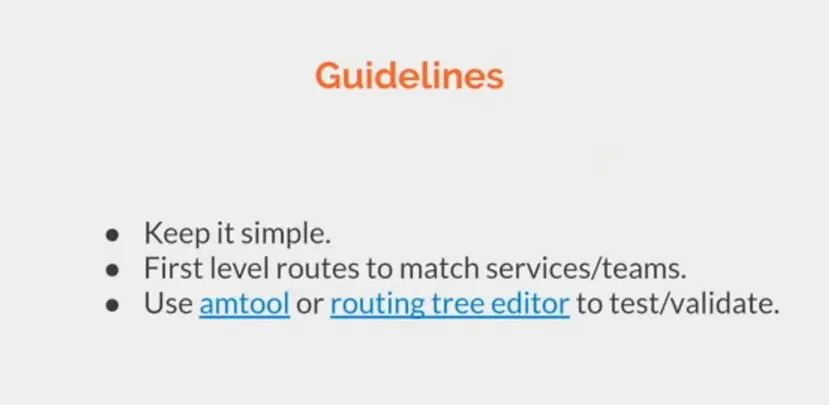 Guidelines
● Keep it simple.
● First level routes to match services/teams.
● Use amtool or routing tree editor to test/validate.